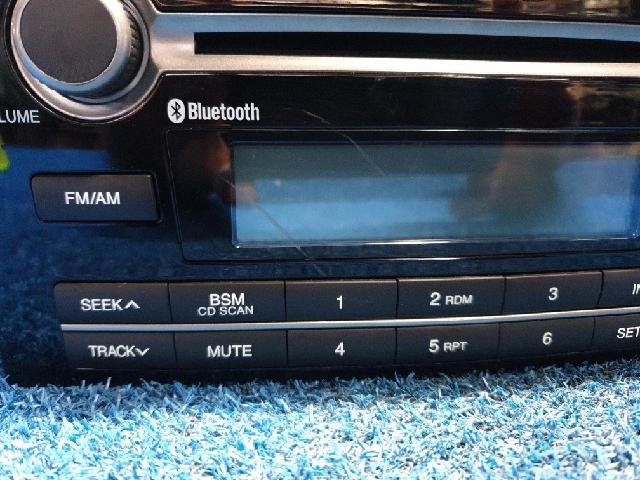 LUME
Bluetooth
FM/AM
SEEK
BSM
CD SCAN
1
2 RDM
3
IN
TRACK
MUTE
4
5 RPT
6
SET